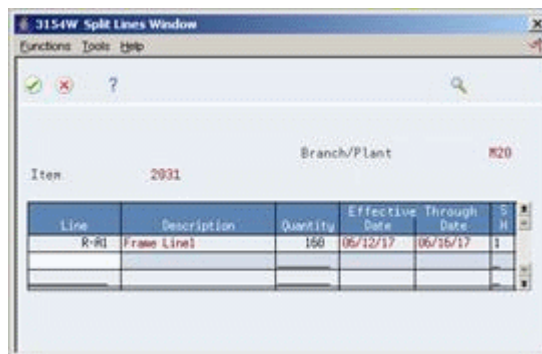 3154W Split Lines Window
Functions Tools Help
?
Branch/Plant M20
Item 2031
Line Description Quantity Effective Date Through Date S H
R-A1 Frame Line1 160 06/12/17 06/16/17 1